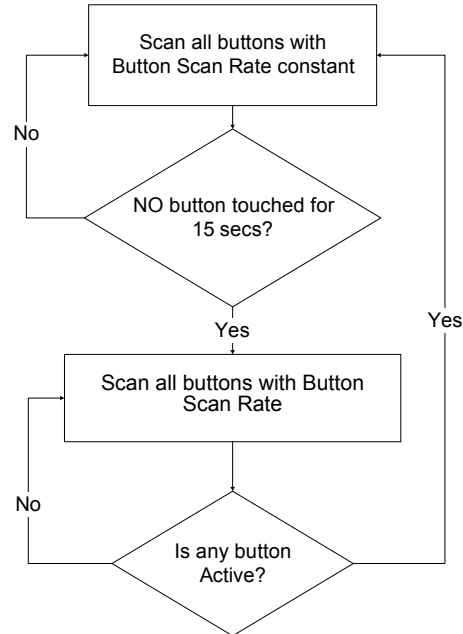 Scan all buttons with
Button Scan Rate constant
No
NO button touched for
15 secs?
Yes
Yes
Scan all buttons with Button
Scan Rate
No
Is any button
Active?